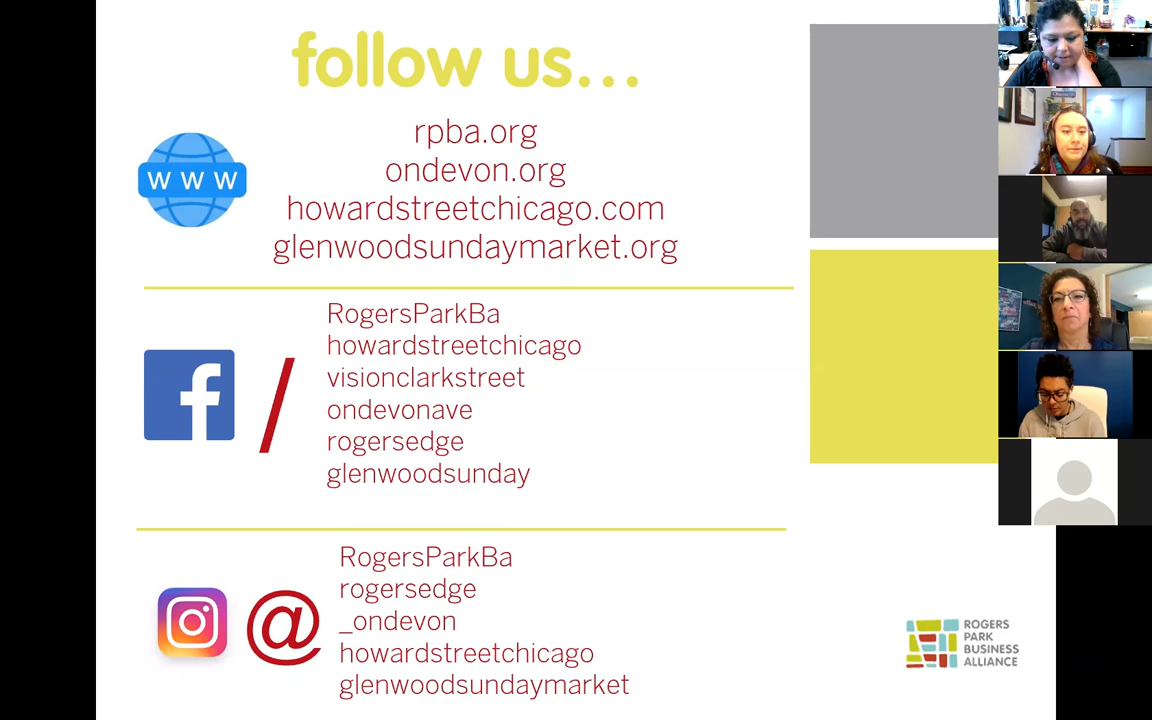 follow us...
rpba.org
ondevon.org
howardstreetchicago.com
glenwoodsundaymarket.org
WWW
RogersParkBa
howardstreetchicago
visionclarkstreet
ondevonave
rogersedge
glenwoodsunday
f /
RogersParkBa
rogersedge
_ondevon
howardstreetchicago
glenwoodsundaymarket
@
ROGERS
PARK
BUSINESS
ALLIANCE